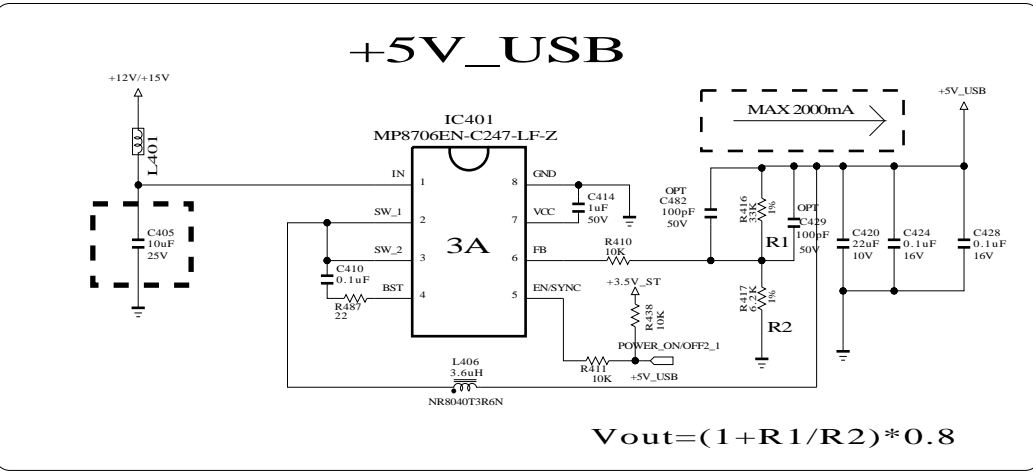 +5V_USB
+12V/+15V
L401
C405
10uF
25V
IC401
MP8706EN-C247-LF-Z
IN
1
SW_1
2
SW_2
3
BST
4
3A
8
GND
7
VCC
6
FB
5
EN/SYNC
C410
0.1uF
R487
22
L406
3.6uH
NR8040T3R6N
C414
1uF
50V
R410
10K
+3.5V_ST
R438
10K
POWER_ON/OFF2_1
R411
10K
+5V_USB
MAX 2000mA
OPT
C482
100pF
50V
R416
33K
1%
R1
OPT
C429
100pF
50V
R417
6.2K
1%
R2
C420
22uF
10V
C424
0.1uF
16V
C428
0.1uF
16V
+5V_USB
Vout=(1+R1/R2)*0.8